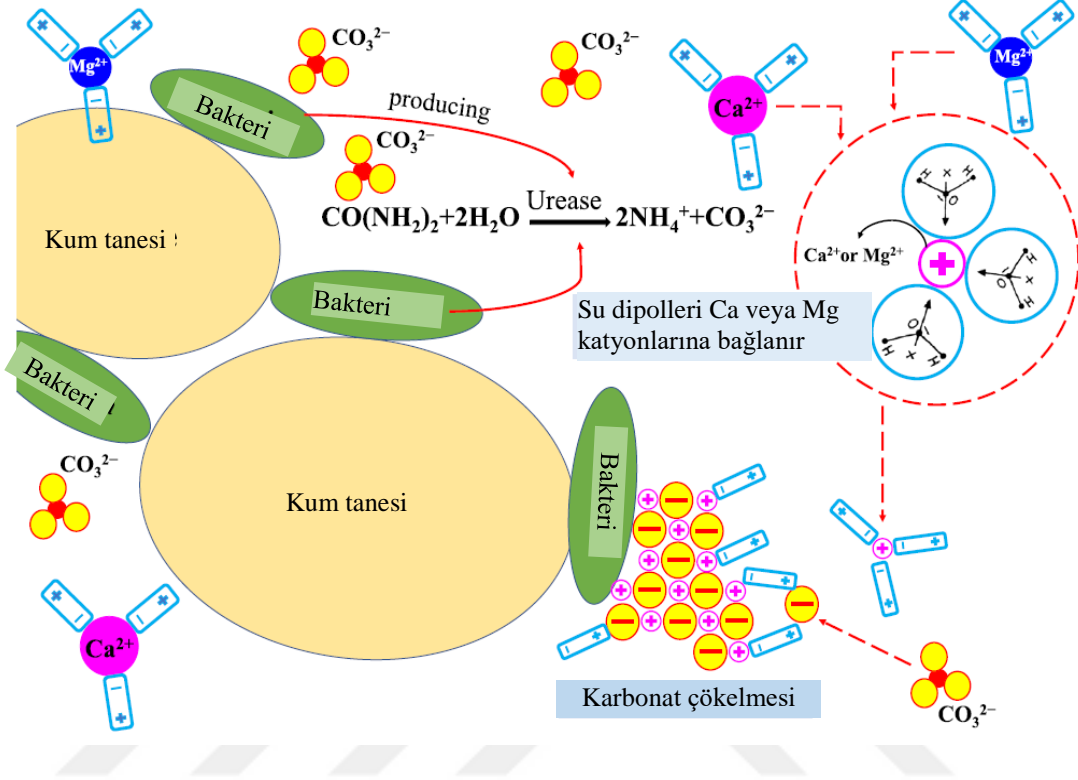 CO₃²⁻
CO₃²⁻
Mg²⁺
Mg²⁺
Bakteri
producing
Ca²⁺
CO₃²⁻
Urease
CO(NH₂)₂+2H₂O → 2NH₄⁺+CO₃²⁻
H
H
O
Kum tanesi
Ca²⁺or Mg²⁺
H
O
H
Bakteri
Su dipolleri Ca veya Mg
katyonlarına bağlanır
O
H
H
Bakteri
CO₃²⁻
Bakteri
Kum tanesi
Ca²⁺
Karbonat çökelmesi
CO₃²⁻